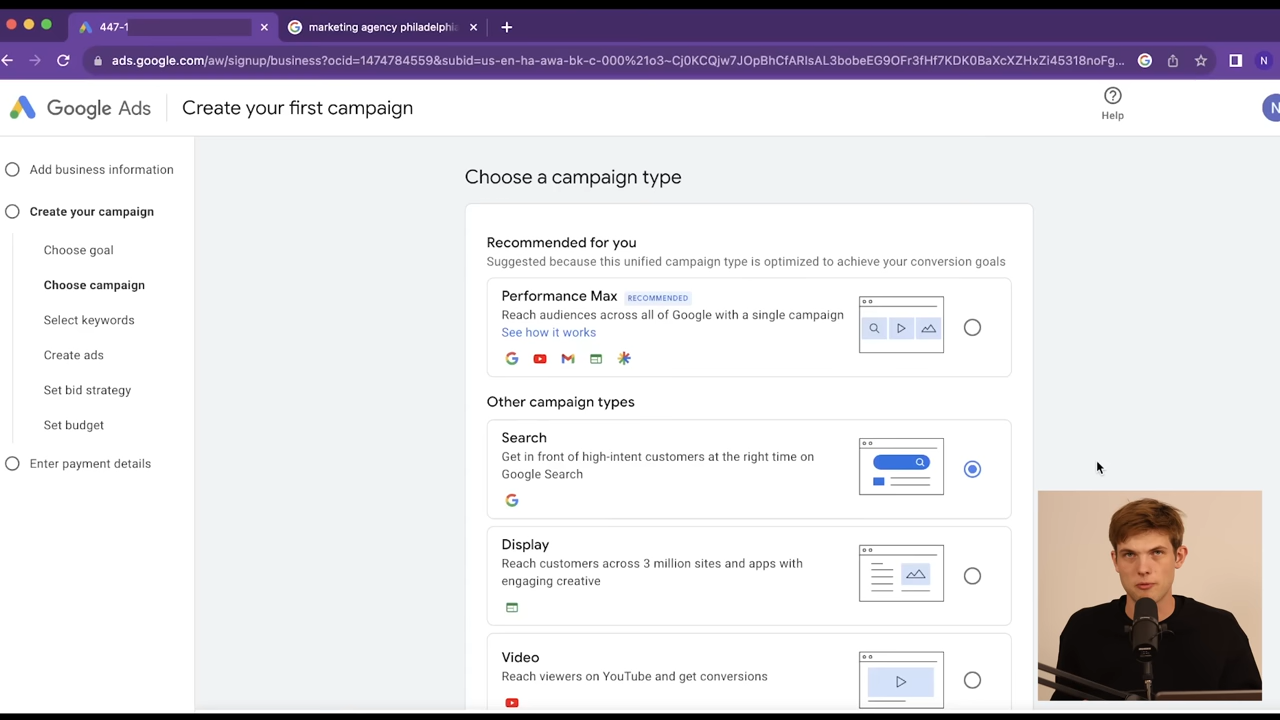 447-1
marketing agency philadelphi
ads.google.com/aw/signup/business?ocid=1474784559&subid=us-en-ha-awa-bk-c-000%21o3~Cj0KCQjw7JOpBhCfARIsAL3bobeEG9OFr3fHf7KDK0BaXcXZHxZi45318noFg...
N
Google Ads
Create your first campaign
Help
N
Add business information
Create your campaign
Choose goal
Choose campaign
Select keywords
Create ads
Set bid strategy
Set budget
Enter payment details
Choose a campaign type
Recommended for you
Suggested because this unified campaign type is optimized to achieve your conversion goals
Performance Max RECOMMENDED
Reach audiences across all of Google with a single campaign
See how it works
Other campaign types
Search
Get in front of high-intent customers at the right time on
Google Search
Display
Reach customers across 3 million sites and apps with
engaging creative
Video
Reach viewers on YouTube and get conversions